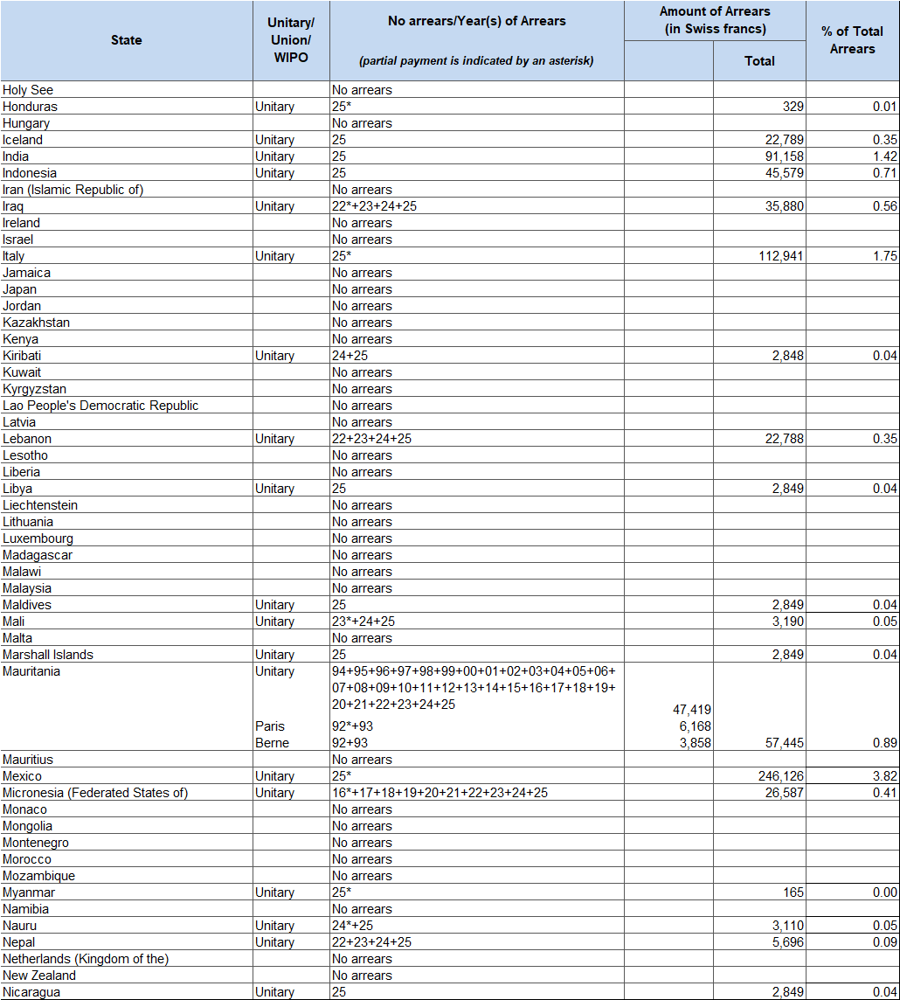 State Unitary/ Union/ WIPO No arrears/Year(s) of Arrears (partial payment is indicated by an asterisk) Amount of Arrears (in Swiss francs) Total % of Total Arrears
Holy See No arrears
Honduras Unitary 25* 329 0.01
Hungary No arrears
Iceland Unitary 25 22,789 0.35
India Unitary 25 91,158 1.42
Indonesia Unitary 25 45,579 0.71
Iran (Islamic Republic of) No arrears
Iraq Unitary 22*+23+24+25 35,880 0.56
Ireland No arrears
Israel No arrears
Italy Unitary 25* 112,941 1.75
Jamaica No arrears
Japan No arrears
Jordan No arrears
Kazakhstan No arrears
Kenya No arrears
Kiribati Unitary 24+25 2,848 0.04
Kuwait No arrears
Kyrgyzstan No arrears
Lao People's Democratic Republic No arrears
Latvia No arrears
Lebanon Unitary 22+23+24+25 22,788 0.35
Lesotho No arrears
Liberia No arrears
Libya Unitary 25 2,849 0.04
Liechtenstein No arrears
Lithuania No arrears
Luxembourg No arrears
Madagascar No arrears
Malawi No arrears
Malaysia No arrears
Maldives Unitary 25 2,849 0.04
Mali Unitary 23*+24+25 3,190 0.05
Malta No arrears
Marshall Islands Unitary 25 2,849 0.04
Mauritania Unitary 94+95+96+97+98+99+00+01+02+03+04+05+06+
07+08+09+10+11+12+13+14+15+16+17+18+19+
20+21+22+23+24+25 47,419
Paris 92*+93 6,168
Berne 92+93 3,858 57,445 0.89
Mauritius No arrears
Mexico Unitary 25* 246,126 3.82
Micronesia (Federated States of) Unitary 16*+17+18+19+20+21+22+23+24+25 26,587 0.41
Monaco No arrears
Mongolia No arrears
Montenegro No arrears
Morocco No arrears
Mozambique No arrears
Myanmar Unitary 25* 165 0.00
Namibia No arrears
Nauru Unitary 24*+25 3,110 0.05
Nepal Unitary 22+23+24+25 5,696 0.09
Netherlands (Kingdom of the) No arrears
New Zealand No arrears
Nicaragua Unitary 25 2,849 0.04